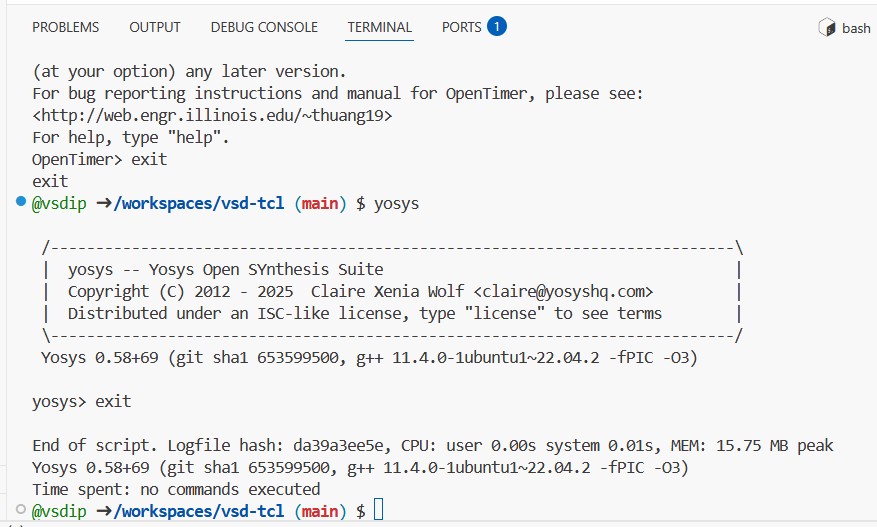 PROBLEMS OUTPUT DEBUG CONSOLE TERMINAL PORTS 1 bash
(at your option) any later version.
For bug reporting instructions and manual for OpenTimer, please see:
<http://web.engr.illinois.edu/~thuang19>
For help, type "help".
OpenTimer> exit
exit
@vsdip ➜/workspaces/vsd-tcl (main) $ yosys
/----------------------------------------------------------------------------\
| yosys -- Yosys Open SYnthesis Suite |
| Copyright (C) 2012 - 2025 Claire Xenia Wolf <claire@yosyshq.com> |
| Distributed under an ISC-like license, type "license" to see terms |
\----------------------------------------------------------------------------/
Yosys 0.58+69 (git sha1 653599500, g++ 11.4.0-1ubuntu1~22.04.2 -fPIC -O3)
yosys> exit
End of script. Logfile hash: da39a3ee5e, CPU: user 0.00s system 0.01s, MEM: 15.75 MB peak
Yosys 0.58+69 (git sha1 653599500, g++ 11.4.0-1ubuntu1~22.04.2 -fPIC -O3)
Time spent: no commands executed
@vsdip ➜/workspaces/vsd-tcl (main) $